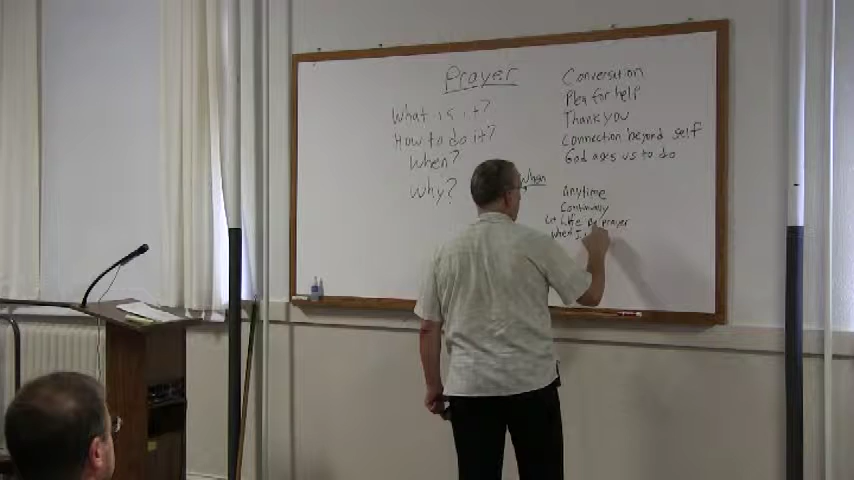 Prayer
What is it?
How to do it?
When?
Why?
Conversation
Plea for help
Thank you
Connection beyond self
God asks us to do
When
Anytime
Continually
Let Life Be prayer
When I